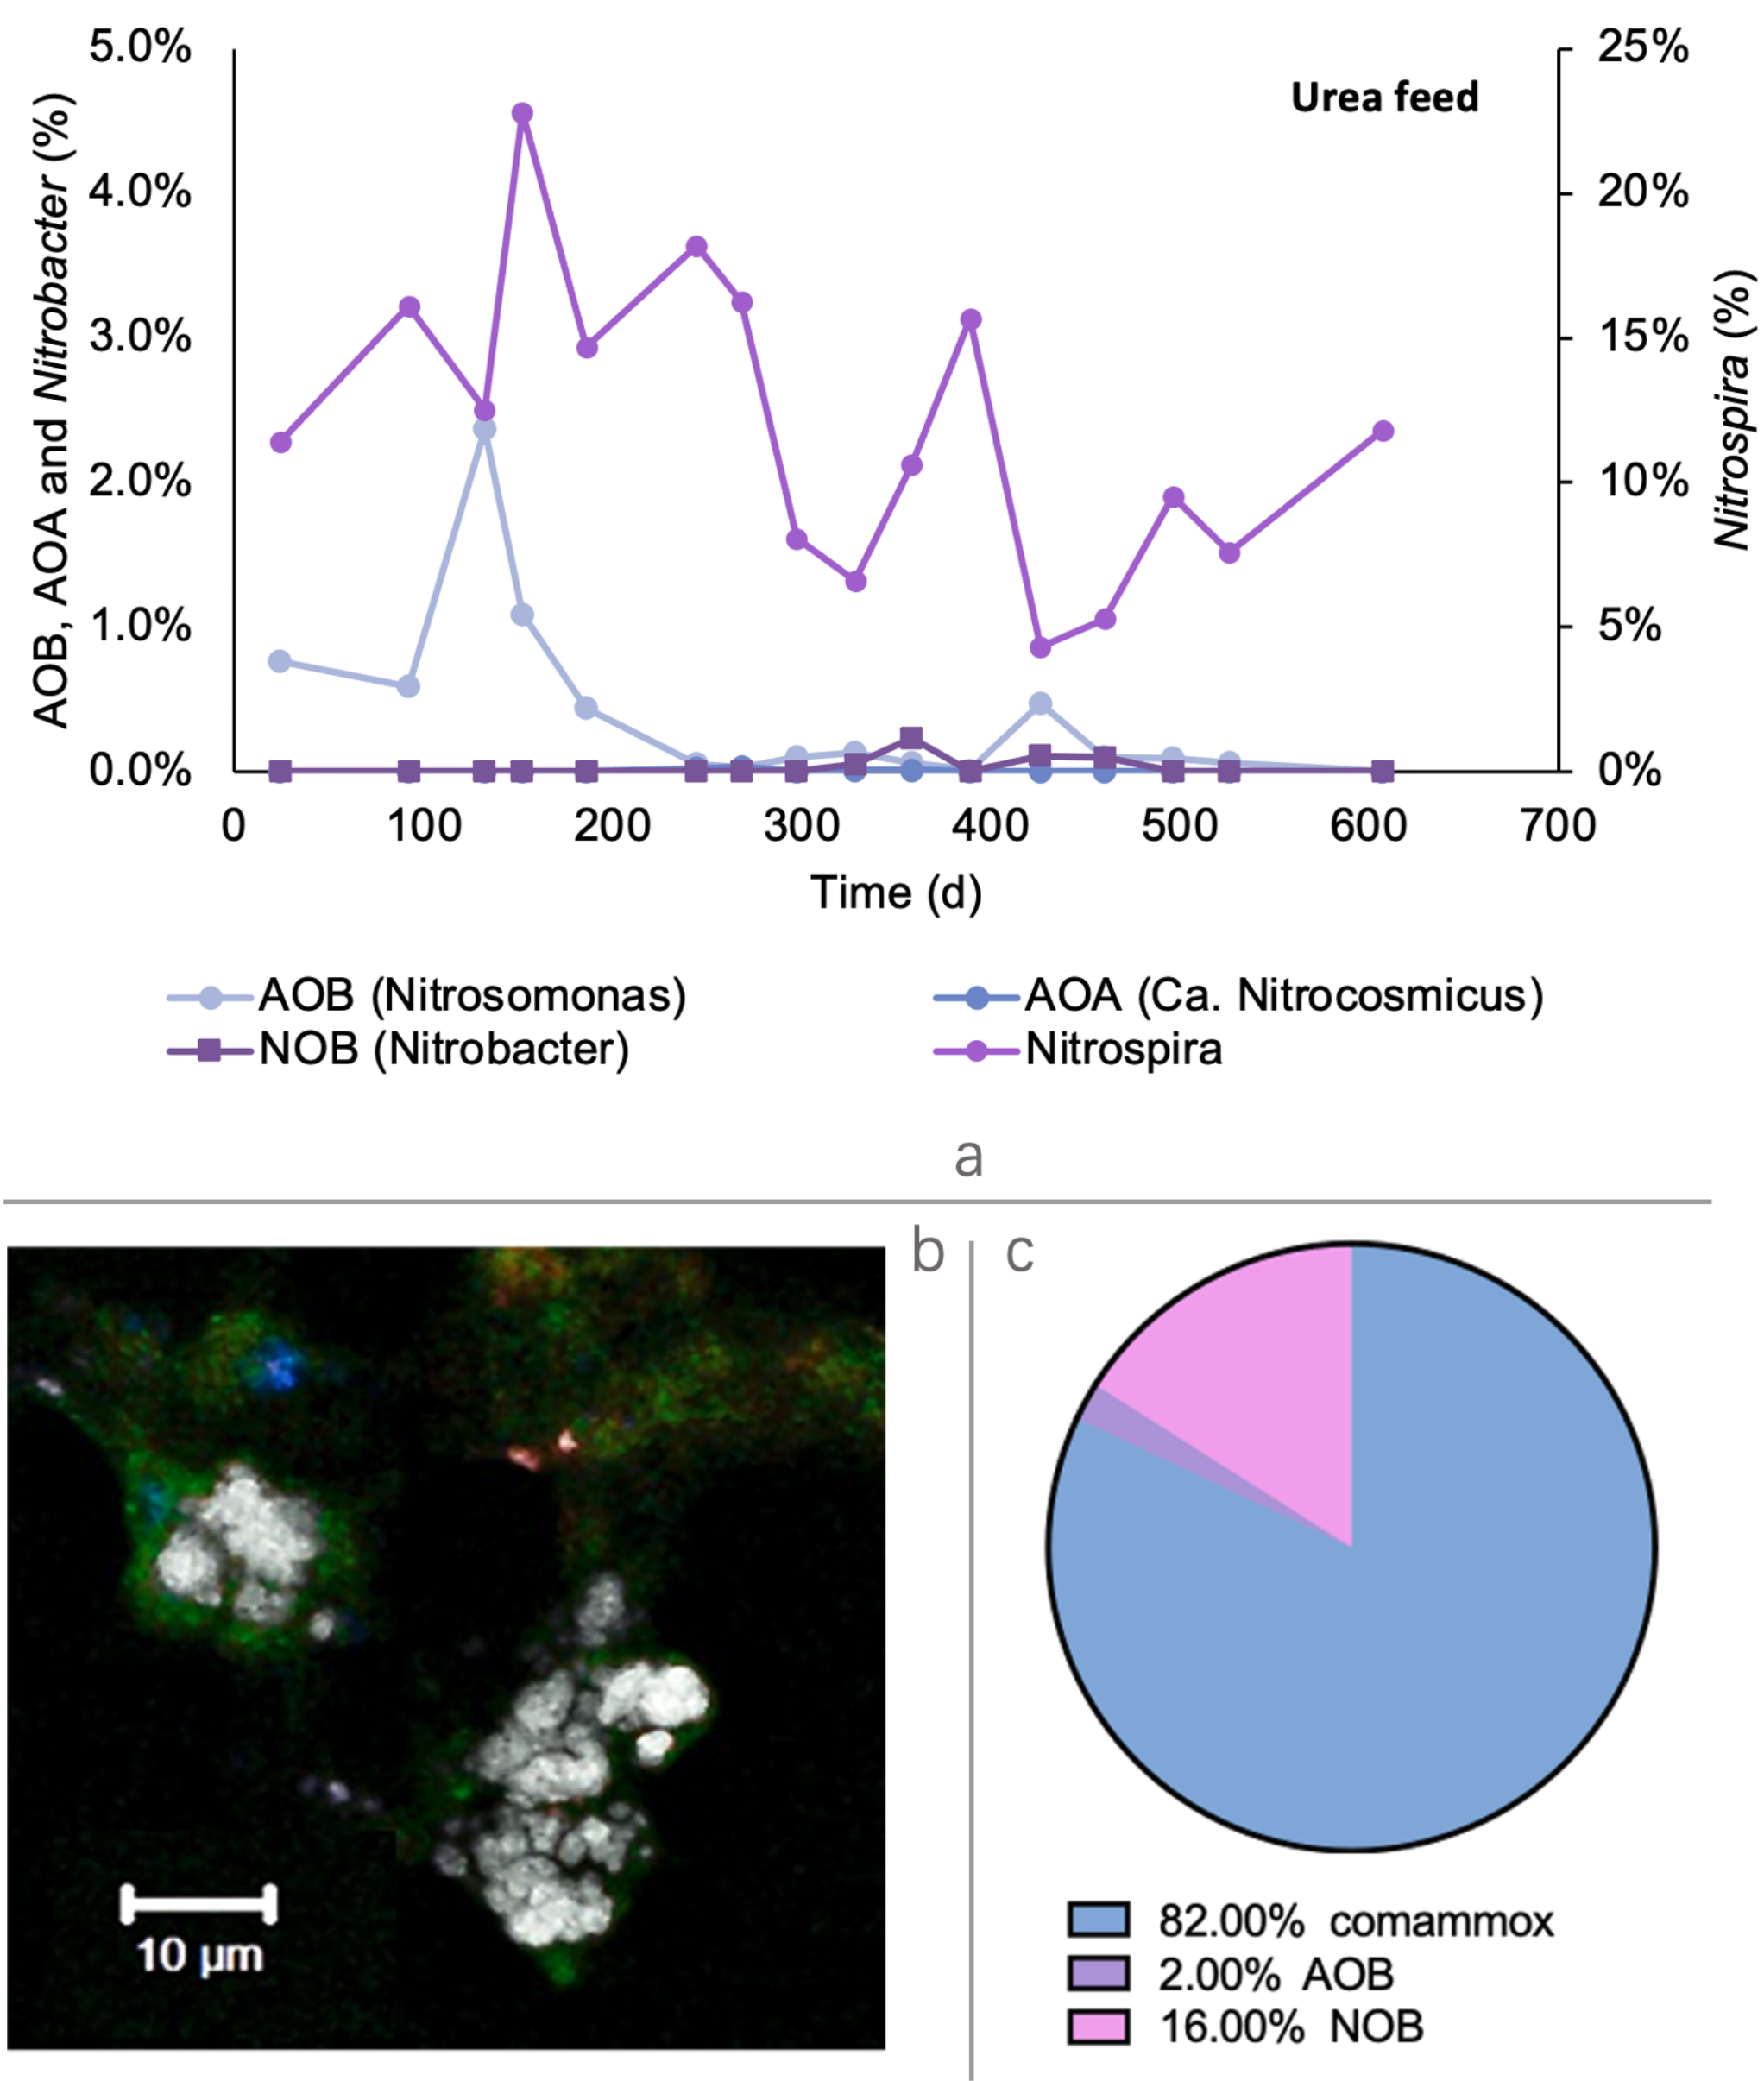 5.0%
4.0%
3.0%
2.0%
1.0%
0.0%
AOB, AOA and Nitrobacter (%)
Urea feed
25%
20%
15%
10%
5%
0%
Nitrospira (%)
0 100 200 300 400 500 600 700
Time (d)
AOB (Nitrosomonas) AOA (Ca. Nitrocosmicus)
NOB (Nitrobacter) Nitrospira
a
b
10 µm
c
82.00% comammox
2.00% AOB
16.00% NOB